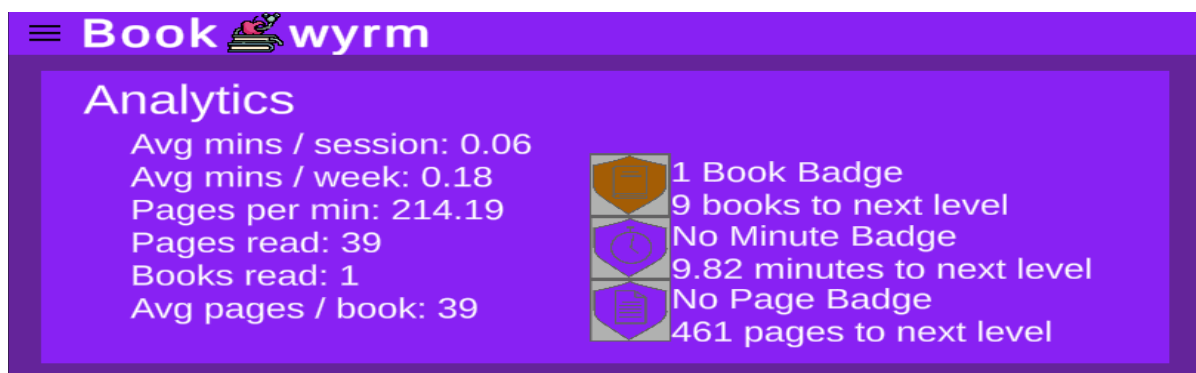 Book wyrm
Analytics
Avg mins / session: 0.06
Avg mins / week: 0.18
Pages per min: 214.19
Pages read: 39
Books read: 1
Avg pages / book: 39
1 Book Badge
9 books to next level
No Minute Badge
9.82 minutes to next level
No Page Badge
461 pages to next level